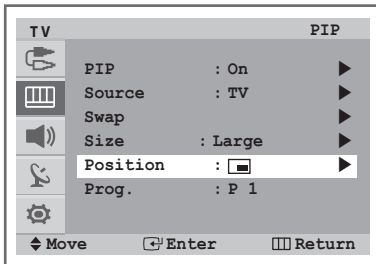 TV PIP
PIP : On
Source : TV
Swap
Size : Large
Position :
Prog. : P 1
Move Enter Return